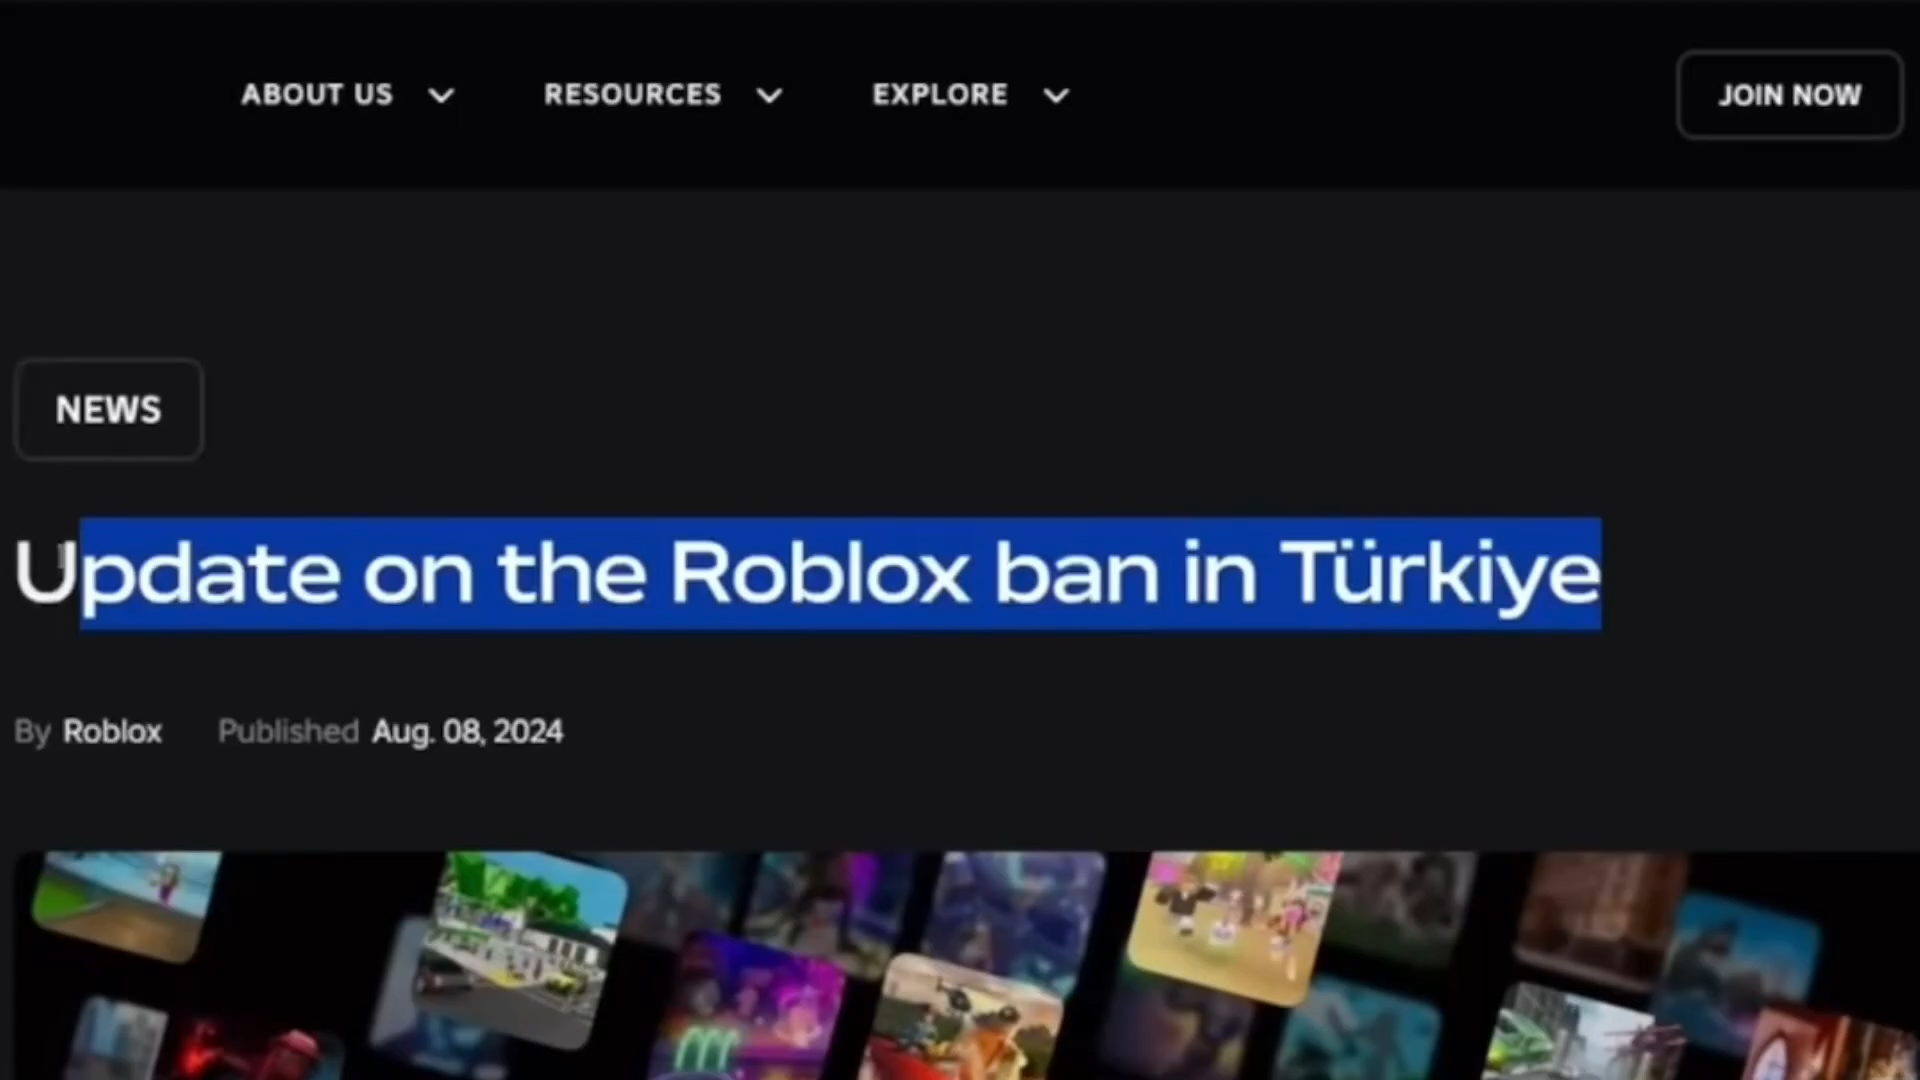 ABOUT US RESOURCES EXPLORE JOIN NOW
NEWS
Update on the Roblox ban in Türkiye
By Roblox Published Aug. 08, 2024